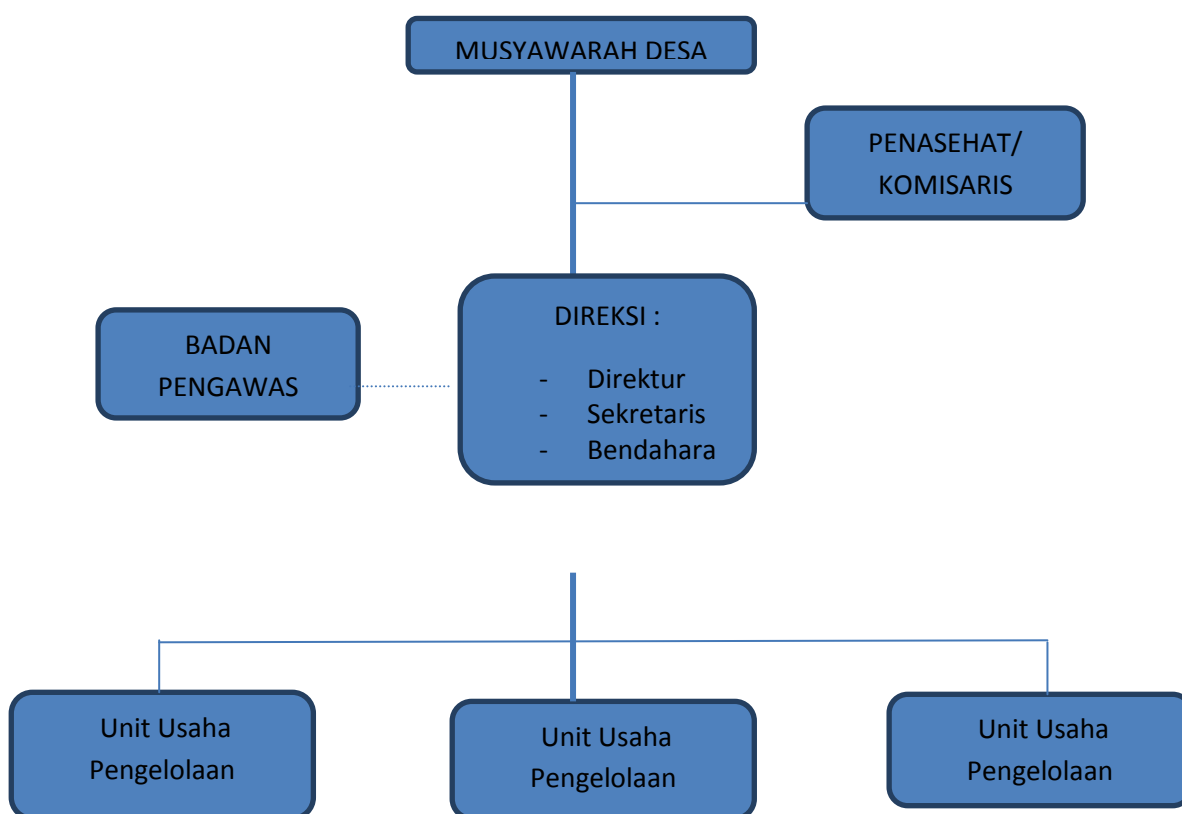 MUSYAWARAH DESA
PENASEHAT/
KOMISARIS
DIREKSI :
- Direktur
- Sekretaris
- Bendahara
BADAN
PENGAWAS
Unit Usaha
Pengelolaan
Unit Usaha
Pengelolaan
Unit Usaha
Pengelolaan